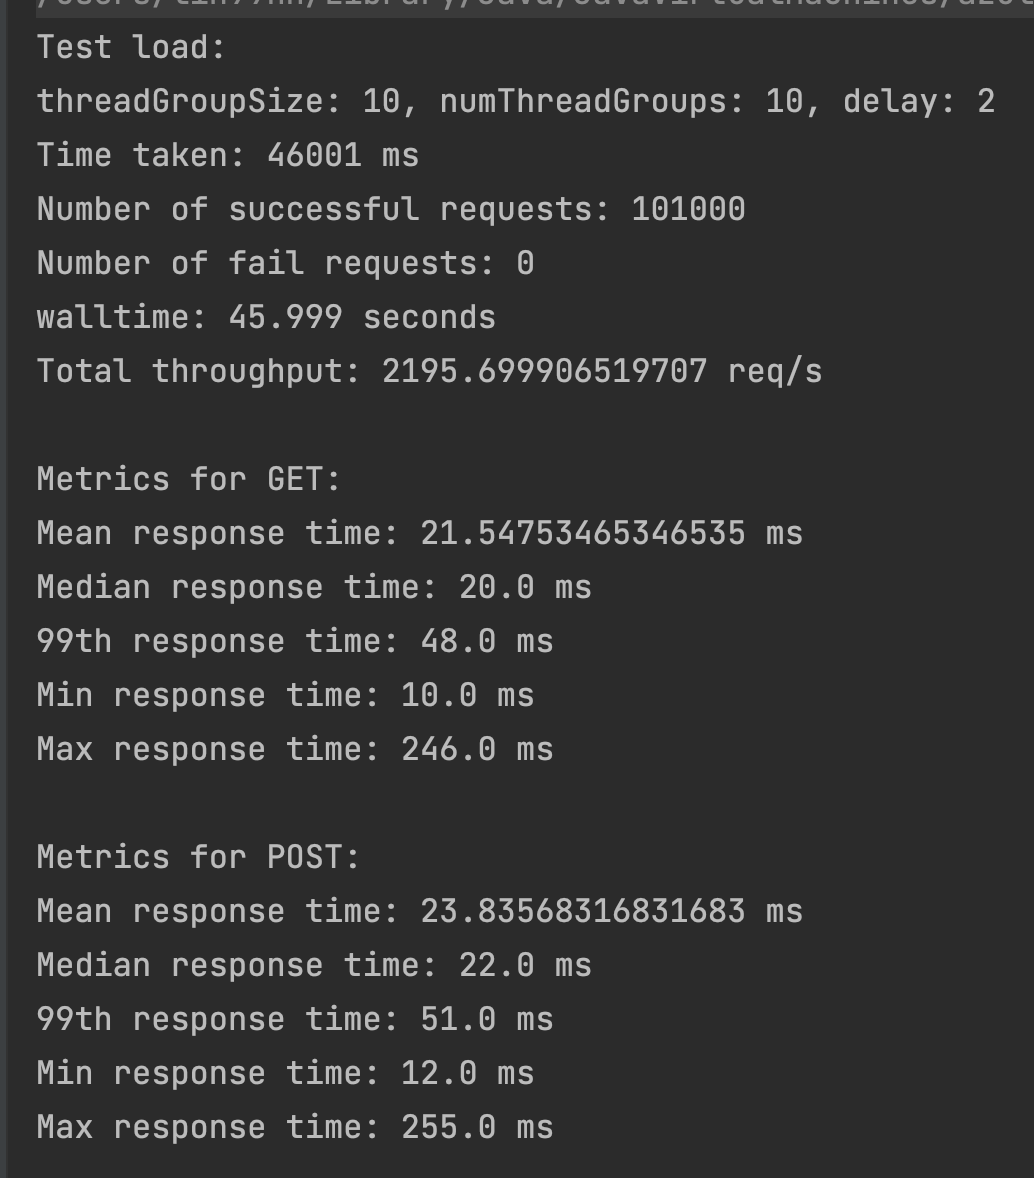 Test load:
threadGroupSize: 10, numThreadGroups: 10, delay: 2
Time taken: 46001 ms
Number of successful requests: 101000
Number of fail requests: 0
walltime: 45.999 seconds
Total throughput: 2195.699906519707 req/s
Metrics for GET:
Mean response time: 21.54753465346535 ms
Median response time: 20.0 ms
99th response time: 48.0 ms
Min response time: 10.0 ms
Max response time: 246.0 ms
Metrics for POST:
Mean response time: 23.83568316831683 ms
Median response time: 22.0 ms
99th response time: 51.0 ms
Min response time: 12.0 ms
Max response time: 255.0 ms